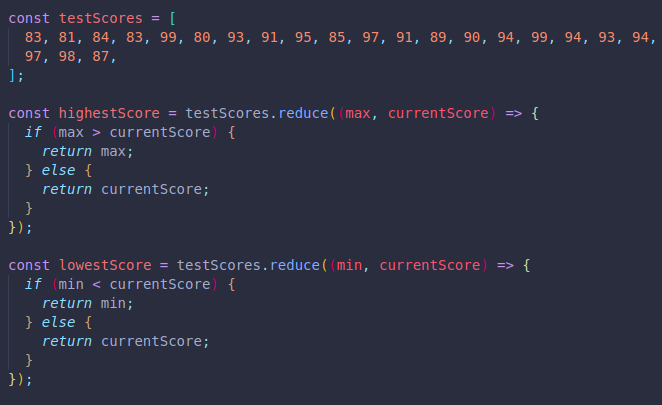 const testScores = [
  83, 81, 84, 83, 99, 80, 93, 91, 95, 85, 97, 91, 89, 90, 94, 99, 94, 93, 94,
  97, 98, 87,
];

const highestScore = testScores.reduce((max, currentScore) => {
  if (max > currentScore) {
    return max;
  } else {
    return currentScore;
  }
});

const lowestScore = testScores.reduce((min, currentScore) => {
  if (min < currentScore) {
    return min;
  } else {
    return currentScore;
  }
});